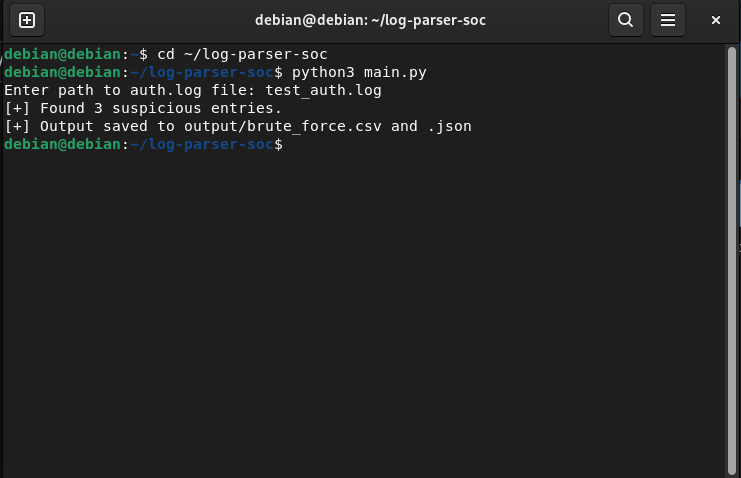 debian@debian: ~/log-parser-soc
debian@debian:~$ cd ~/log-parser-soc
debian@debian:~/log-parser-soc$ python3 main.py
Enter path to auth.log file: test_auth.log
[+] Found 3 suspicious entries.
[+] Output saved to output/brute_force.csv and .json
debian@debian:~/log-parser-soc$